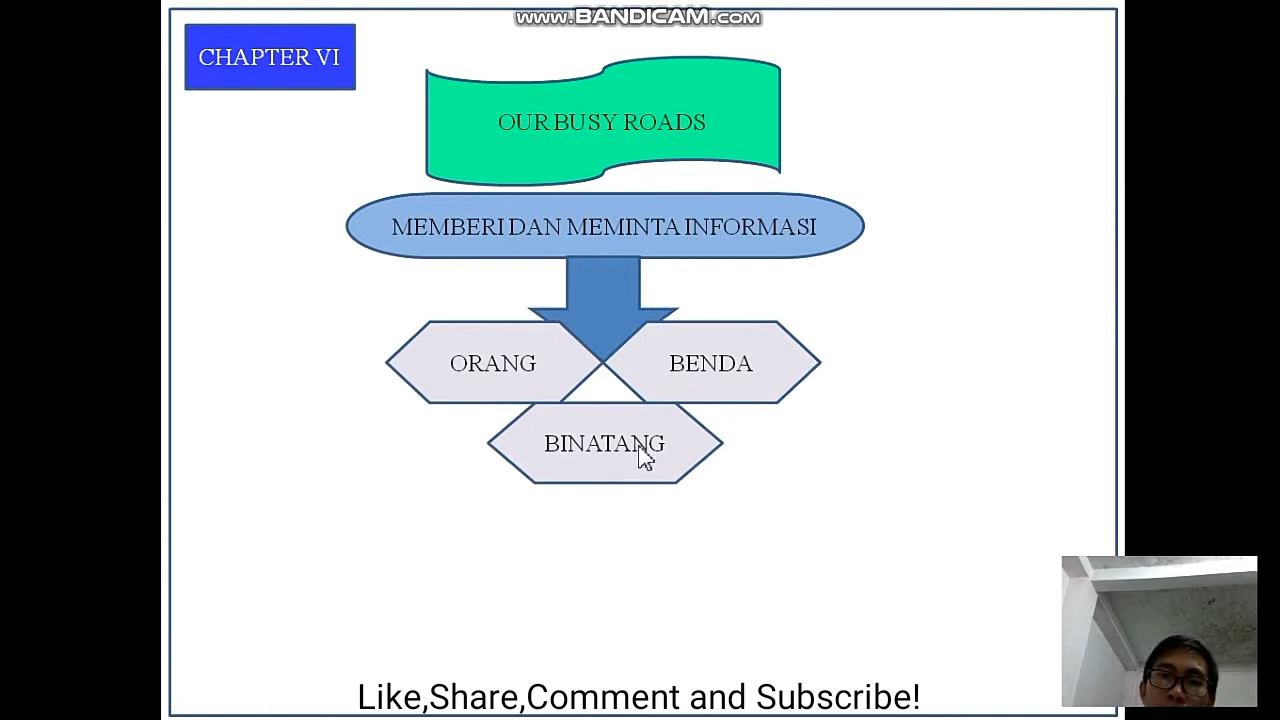 www.BANDICAM.com
CHAPTER VI
OUR BUSY ROADS
MEMBERI DAN MEMINTA INFORMASI
ORANG
BENDA
BINATANG
Like,Share,Comment and Subscribe!